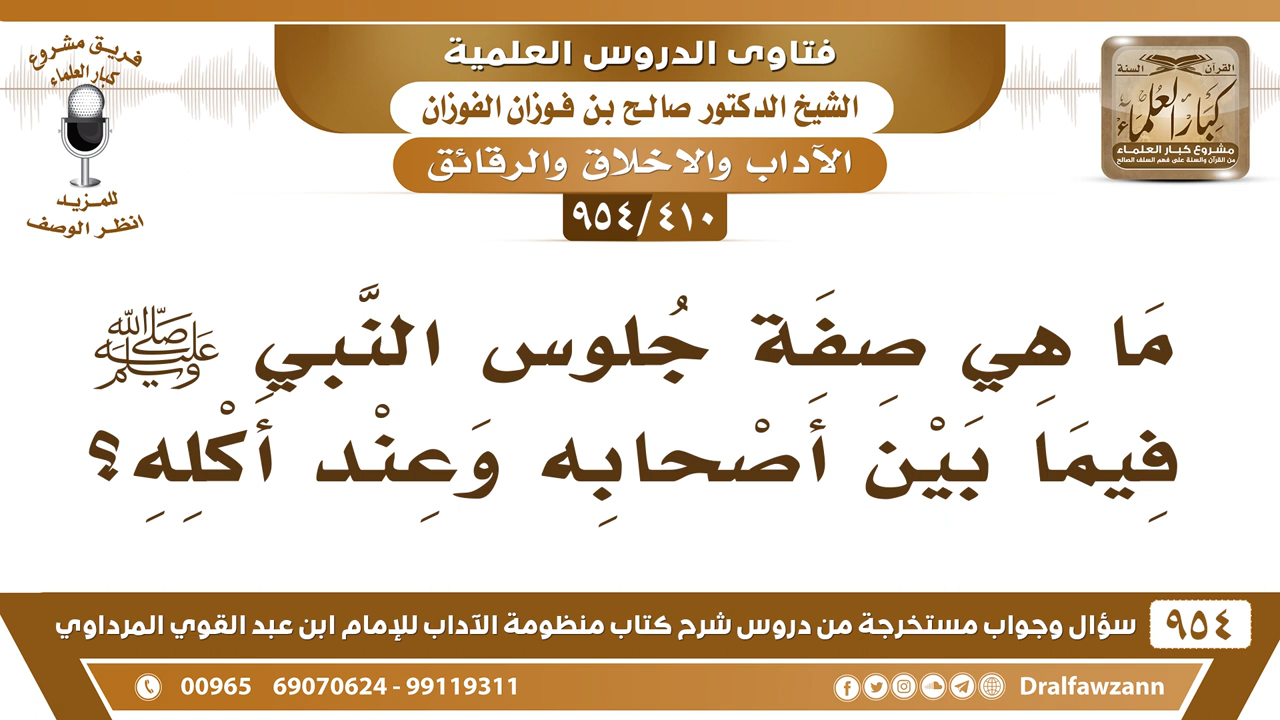 فريق مشروع
كبار العلماء
للمزيد
انظر الوصف
فتاوى الدروس العلمية
الشيخ الدكتور صالح بن فوزان الفوزان
الآداب والاخلاق والرقائق
٩٥٤/٤١٠
القرآن السنة
كبار العلماء
مشروع كبار العلماء
من القرآن والسنة على فهم السلف الصالح
مَا هِي صِفَة جُلوس النَّبيِ ﷺ
فِيمَا بَيْنَ أَصْحابِه وَعِنْد أَكْلِهِ؟
٩٥٤ سؤال وجواب مستخرجة من دروس شرح كتاب منظومة الآداب للإمام ابن عبد القوي المرداوي
00965 69070624 - 99119311
Dralfawzann